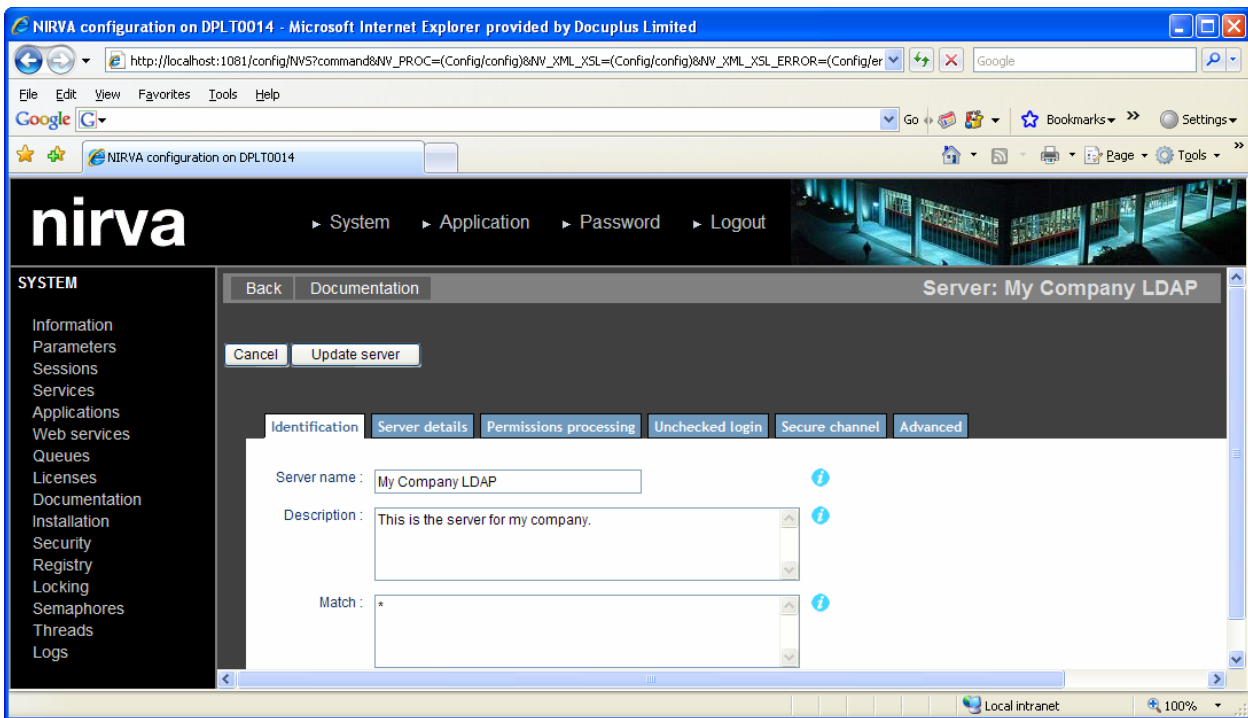 NIRVA configuration on DPLT0014 - Microsoft Internet Explorer provided by Docuplus Limited
http://localhost:1081/config/NVS?command&NV_PROC=(Config/config)&NV_XML_XSL=(Config/config)&NV_XML_XSL_ERROR=(Config/er
Google
File Edit View Favorites Tools Help
Google G Go Bookmarks Settings
NIRVA configuration on DPLT0014 Page Tools
nirva System Application Password Logout
SYSTEM
Back Documentation Server: My Company LDAP
Information
Parameters
Sessions
Services
Applications
Web services
Queues
Licenses
Documentation
Installation
Security
Registry
Locking
Semaphores
Threads
Logs
Cancel Update server
Identification Server details Permissions processing Unchecked login Secure channel Advanced
Server name : My Company LDAP
Description : This is the server for my company.
Match : *
Local intranet 100%